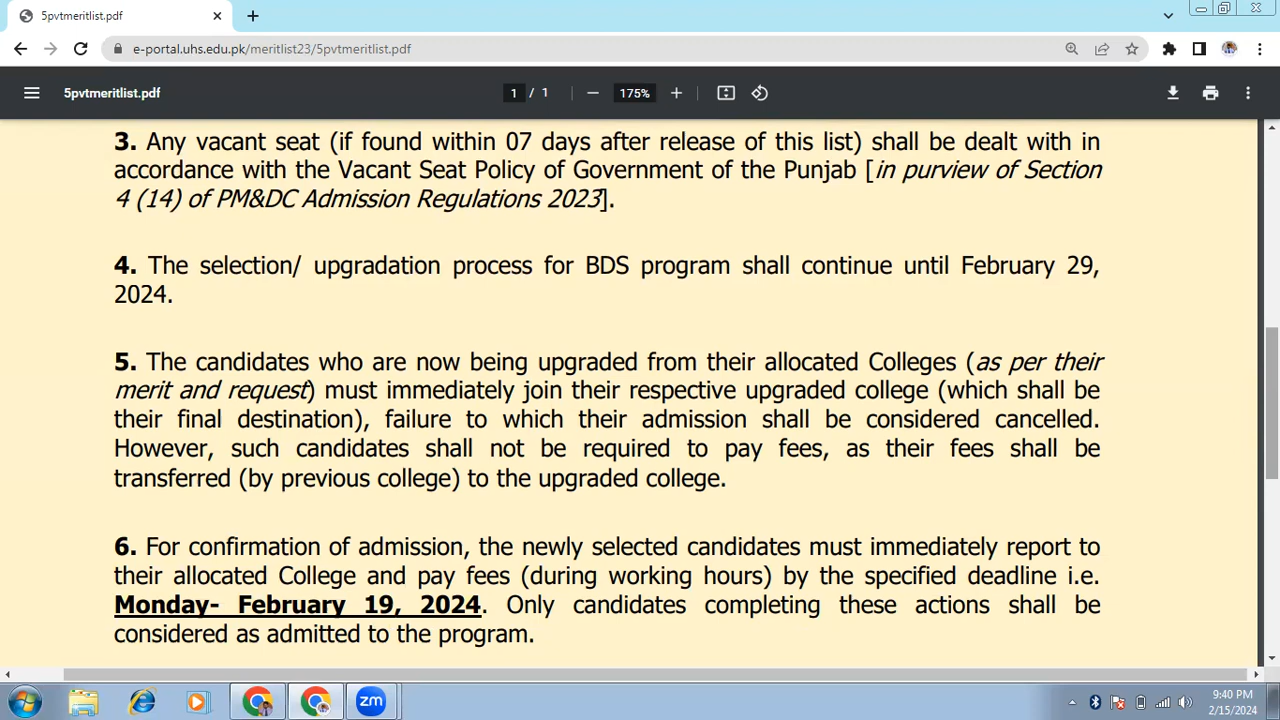 5pvtmeritlist.pdf
e-portal.uhs.edu.pk/meritlist23/5pvtmeritlist.pdf
5pvtmeritlist.pdf 1 / 1 175%
3. Any vacant seat (if found within 07 days after release of this list) shall be dealt with in
accordance with the Vacant Seat Policy of Government of the Punjab [in purview of Section
4 (14) of PM&DC Admission Regulations 2023].
4. The selection/ upgradation process for BDS program shall continue until February 29,
2024.
5. The candidates who are now being upgraded from their allocated Colleges (as per their
merit and request) must immediately join their respective upgraded college (which shall be
their final destination), failure to which their admission shall be considered cancelled.
However, such candidates shall not be required to pay fees, as their fees shall be
transferred (by previous college) to the upgraded college.
6. For confirmation of admission, the newly selected candidates must immediately report to
their allocated College and pay fees (during working hours) by the specified deadline i.e.
Monday- February 19, 2024. Only candidates completing these actions shall be
considered as admitted to the program.
zm
9:40 PM
2/15/2024